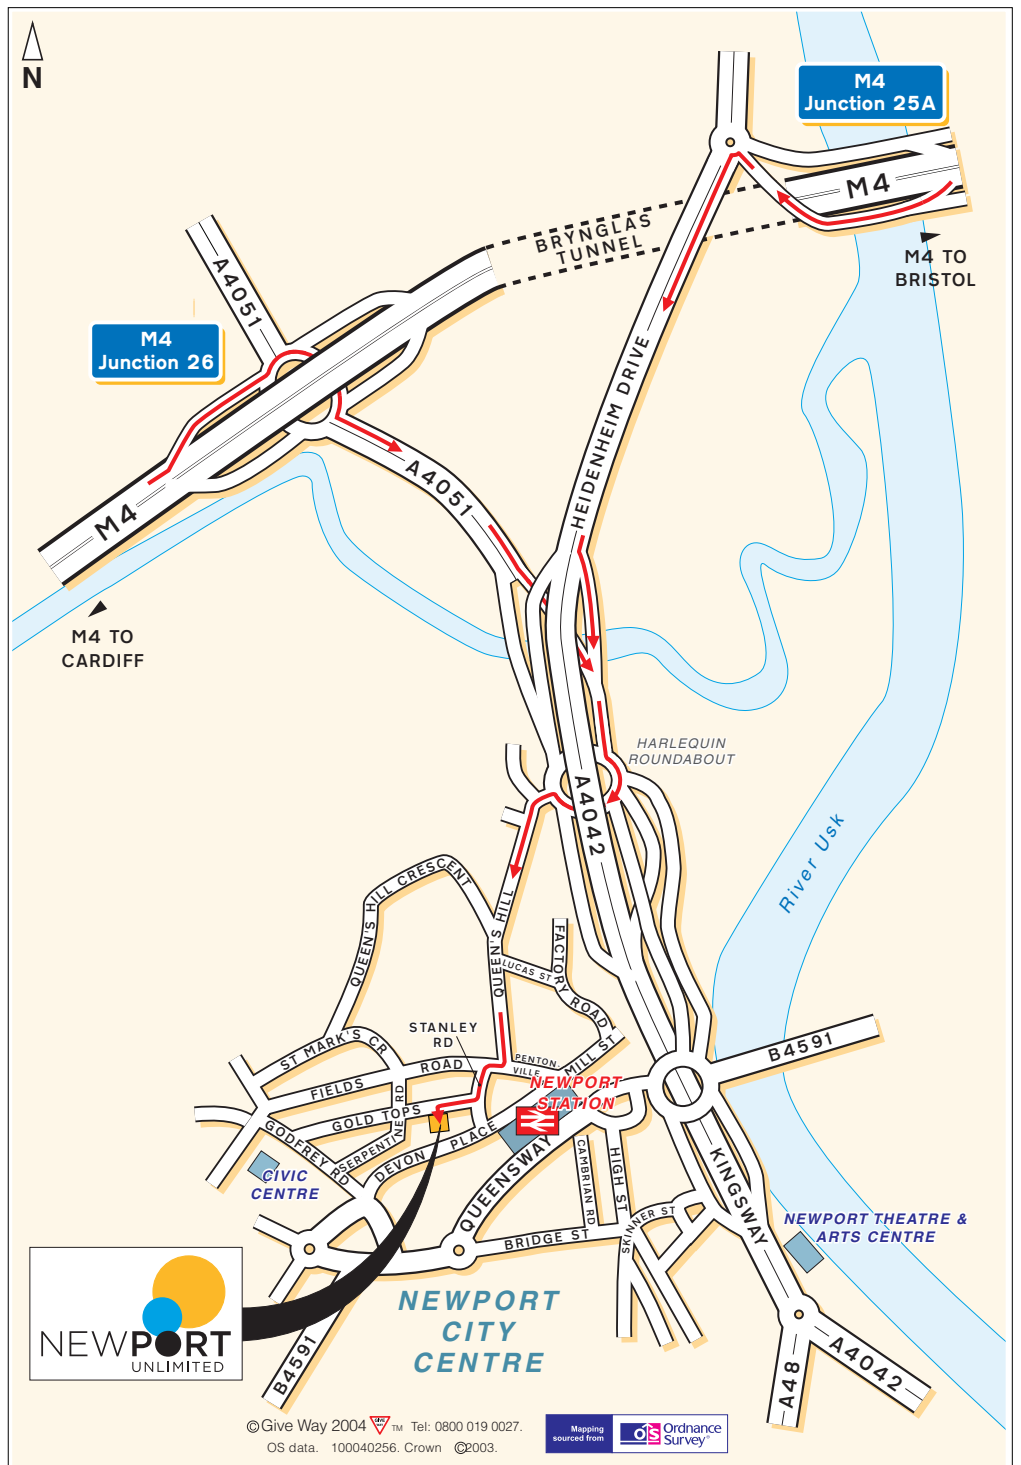 N
M4
Junction 25A
M4
M4 TO
BRISTOL
BRYNGLAS
TUNNEL
A4051
M4
Junction 26
HEIDENHEIM DRIVE
A4051
M4
M4 TO
CARDIFF
HARLEQUIN
ROUNDABOUT
A4042
River Usk
QUEEN'S HILL CRESCENT
QUEEN'S HILL
LUCAS ST
FACTORY ROAD
STANLEY
RD
ST MARK'S CR
PENTON
VILLE
MILL ST
B4591
FIELDS ROAD
NEWPORT
STATION
GOLD TOPS
SERPENTINE RD
GODFREY RD
DEVON PLACE
CIVIC
CENTRE
QUEENSWAY
CAMBRIAN RD
HIGH ST
SKINNER ST
KINGSWAY
BRIDGE ST
NEWPORT THEATRE &
ARTS CENTRE
NEWPORT
CITY
CENTRE
NEWPORT
UNLIMITED
B4591
A48
A4042
©Give Way 2004 Give Way TM Tel: 0800 019 0027.
OS data. 100040256. Crown ©2003.
Mapping
sourced from
OS Ordnance
Survey®